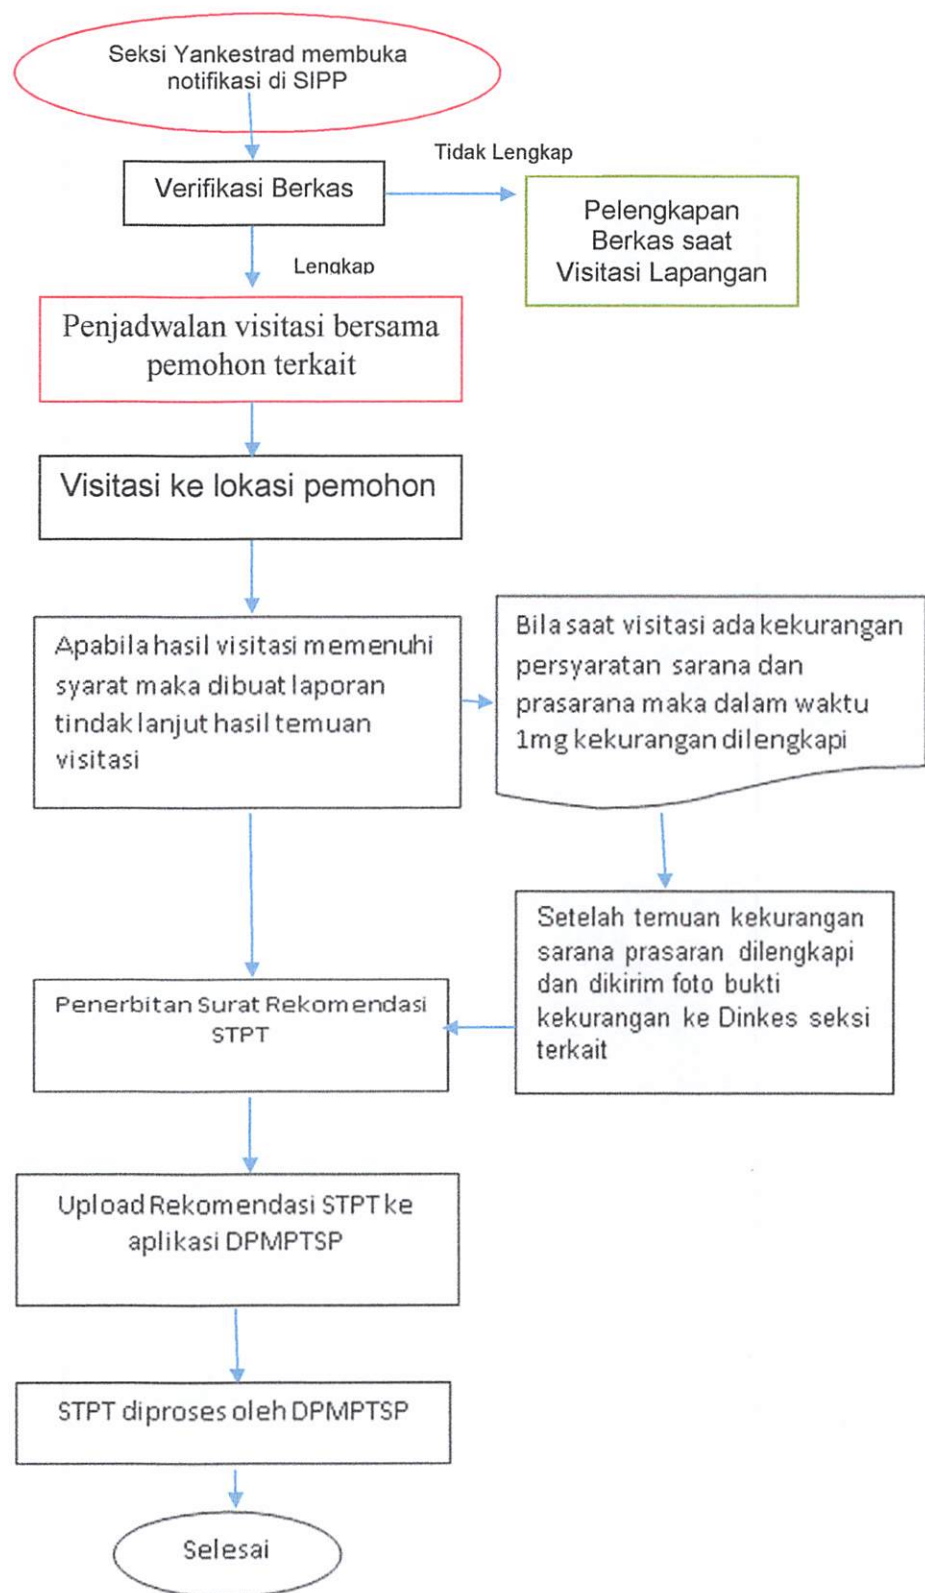 Seksi Yankestrad membuka
notifikasi di SIPP
Tidak Lengkap
Verifikasi Berkas
Pelengkapan
Berkas saat
Visitasi Lapangan
Lengkap
Penjadwalan visitasi bersama
pemohon terkait
Visitasi ke lokasi pemohon
Apabila hasil visitasi memenuhi
syarat maka dibuat laporan
tindak lanjut hasil temuan
visitasi
Bila saat visitasi ada kekurangan
persyaratan sarana dan
prasarana maka dalam waktu
1mg kekurangan dilengkapi
Setelah temuan kekurangan
sarana prasaran dilengkapi
dan dikirim foto bukti
kekurangan ke Dinkes seksi
terkait
Penerbitan Surat Rekomendasi
STPT
Upload Rekomendasi STPT ke
aplikasi DPMPTSP
STPT diproses oleh DPMPTSP
Selesai